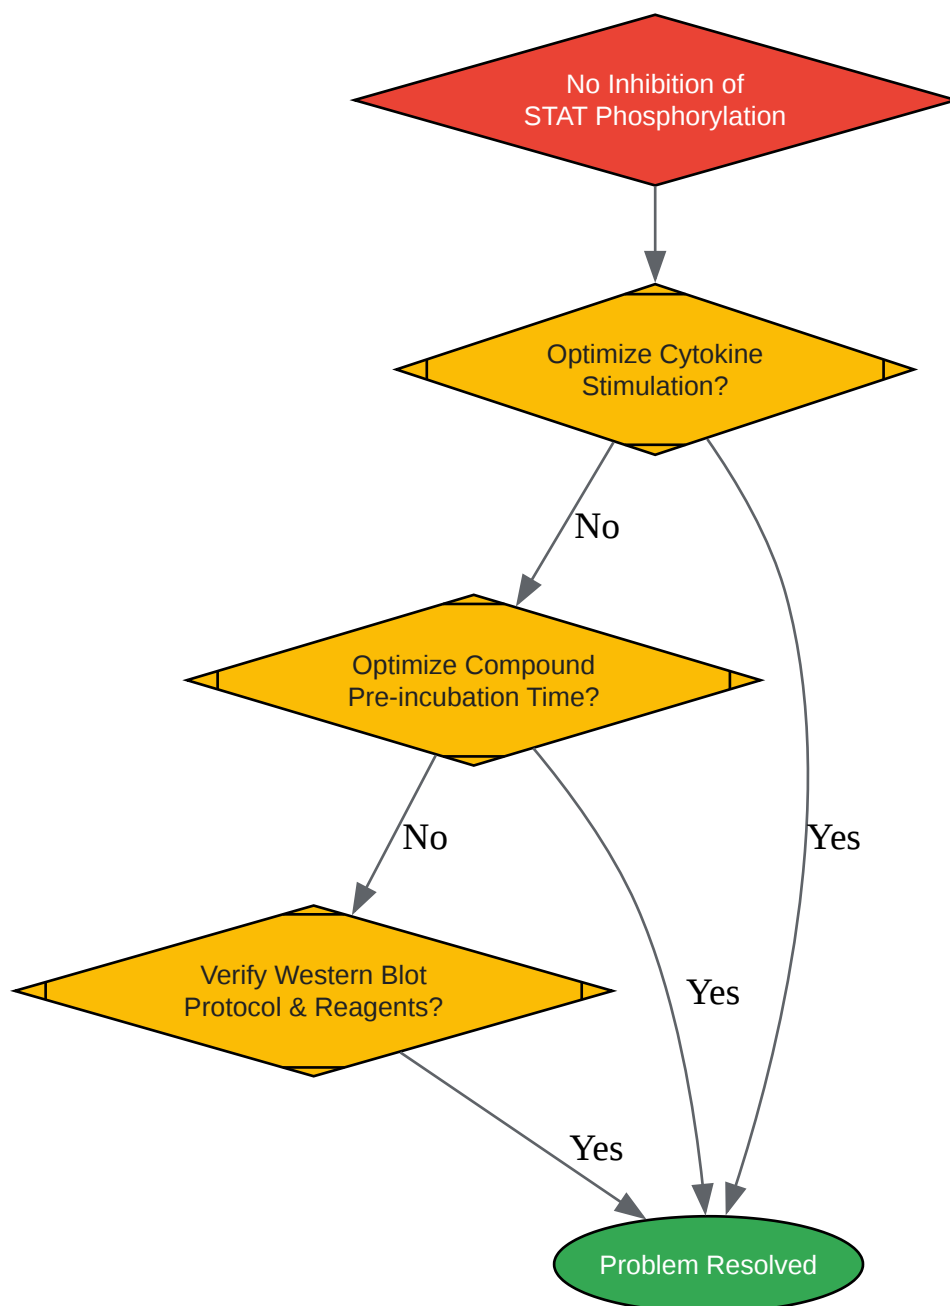 No Inhibition of
STAT Phosphorylation
Optimize Cytokine
Stimulation?
No
Optimize Compound
Pre-incubation Time?
No
Yes
Verify Western Blot
Protocol & Reagents?
Yes
Yes
Problem Resolved